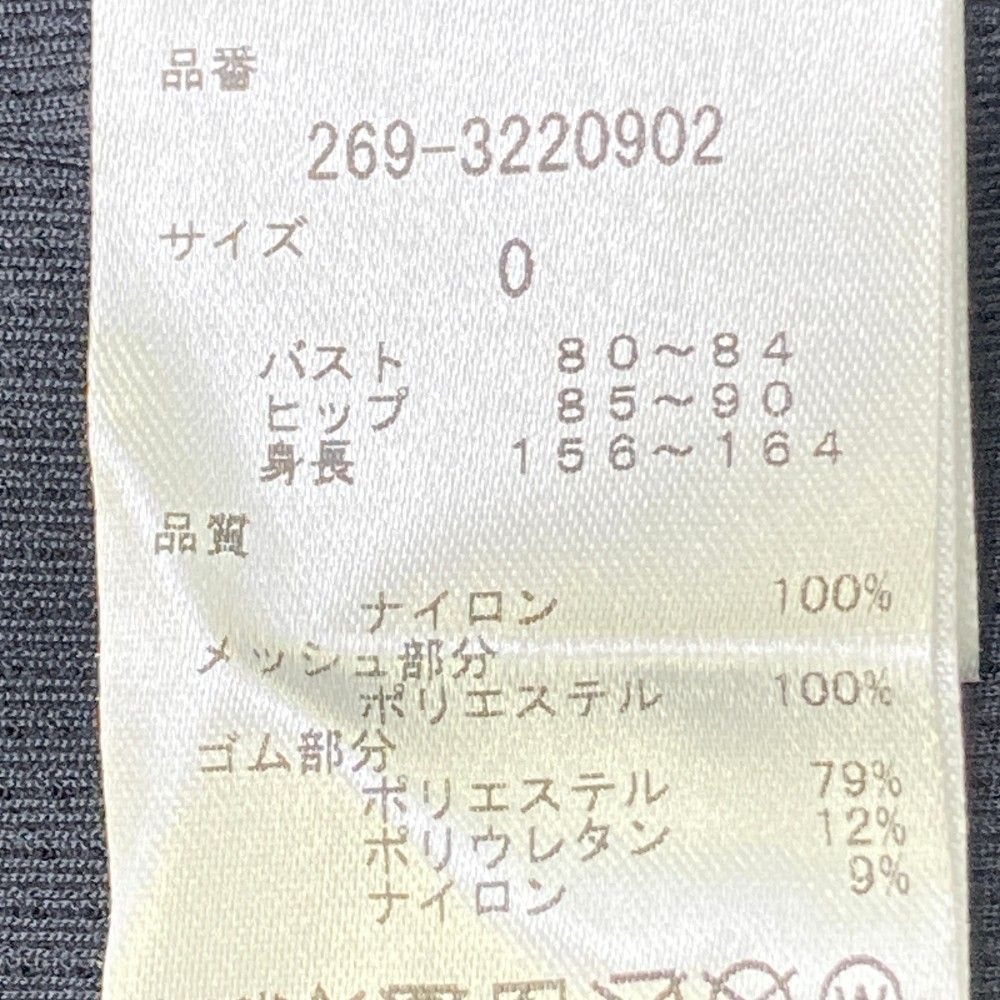 品番
269-3220902
サイズ
0
バスト 80～84
ヒップ 85～90
身長 156～164
品質
ナイロン 100%
メッシュ部分
ポリエステル 100%
ゴム部分
ポリエステル 79%
ポリウレタン 12%
ナイロン 9%